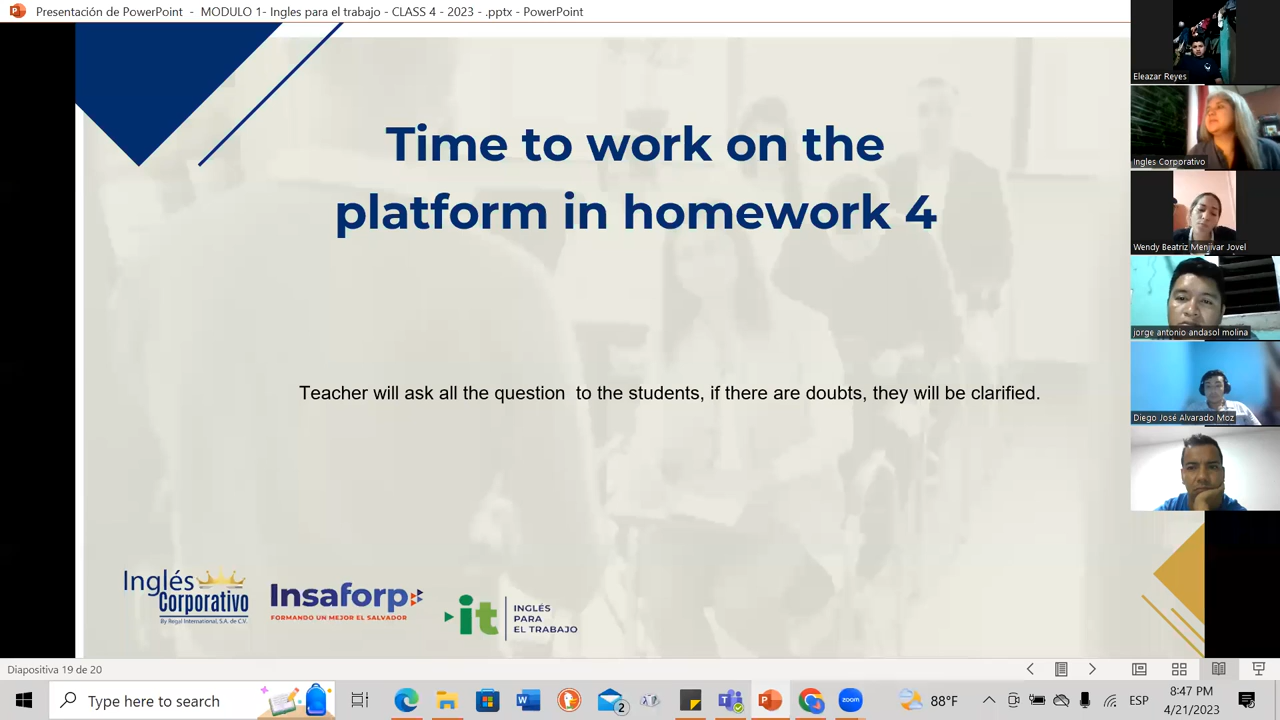 Presentación de PowerPoint - MODULO 1- Ingles para el trabajo - CLASS 4 - 2023 - .pptx - PowerPoint
Time to work on the
platform in homework 4
Teacher will ask all the question to the students, if there are doubts, they will be clarified.
Inglés
Corporativo
By Regal International, S.A. de C.V.
Insaforp
FORMANDO UN MEJOR EL SALVADOR
it
INGLÉS
PARA
EL TRABAJO
Eleazar Reyes
Ingles Corporativo
Wendy Beatriz Menjivar Jovel
jorge antonio andasol molina
Diego José Alvarado Moz
Diapositiva 19 de 20
Type here to search
2
88°F
ESP
8:47 PM
4/21/2023